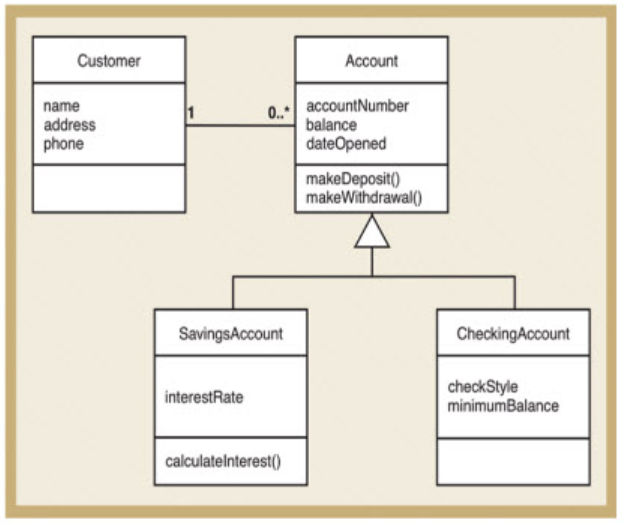 Customer
name
address
phone
1
0..*
Account
accountNumber
balance
dateOpened
makeDeposit()
makeWithdrawal()
SavingsAccount
interestRate
calculateInterest()
CheckingAccount
checkStyle
minimumBalance